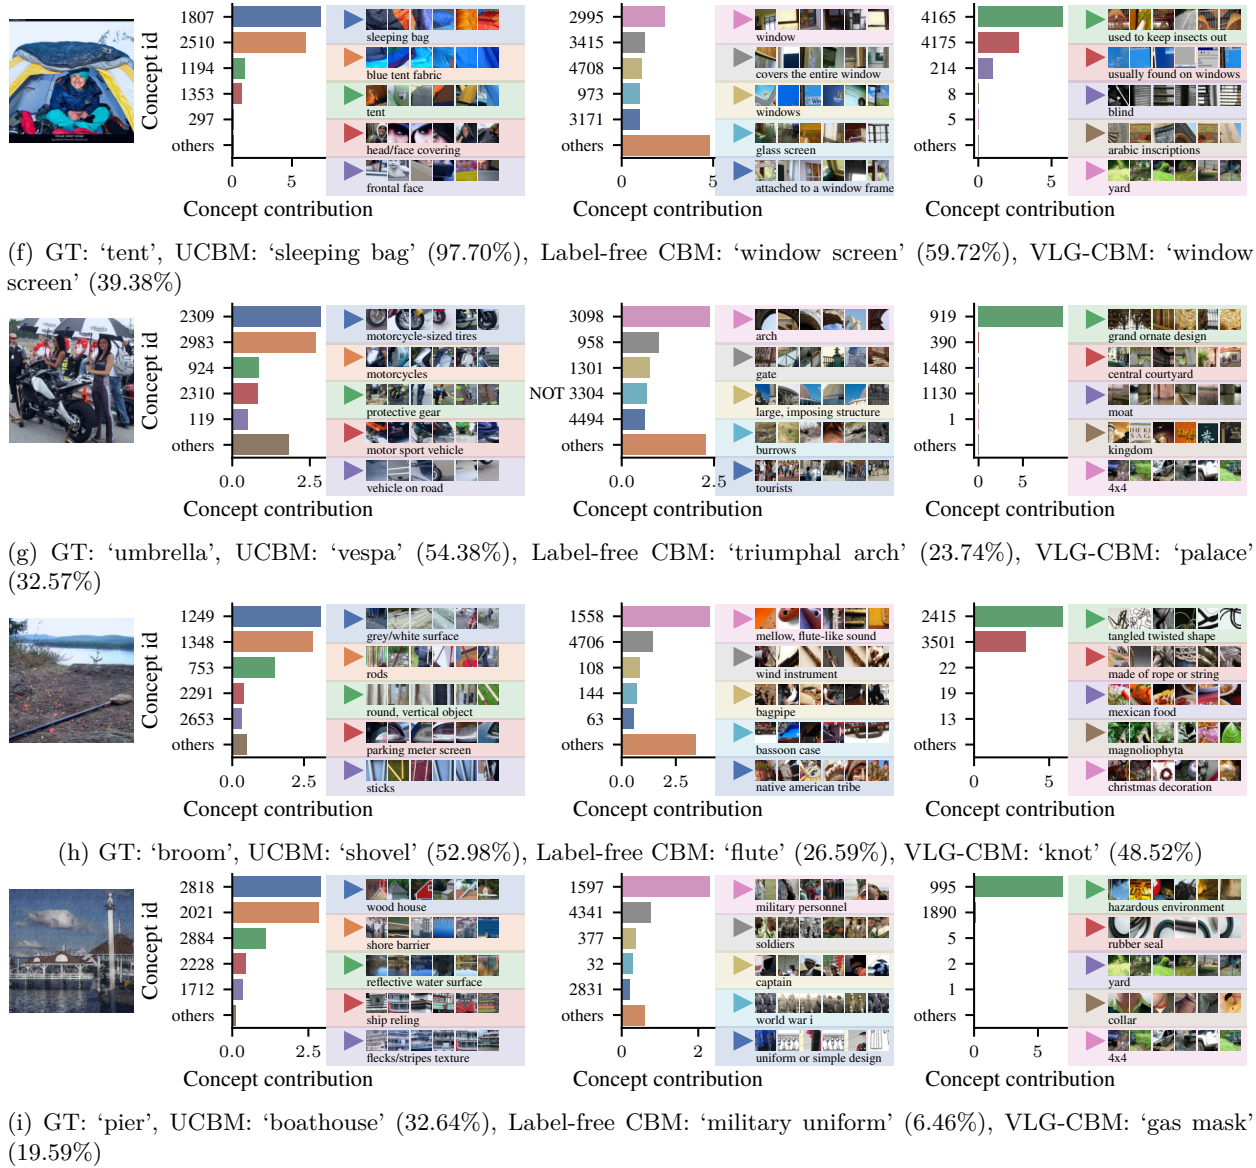 Concept id
1807
2510
1194
1353
297
others
0
5
Concept contribution
sleeping bag
blue tent fabric
tent
head/face covering
frontal face
2995
3415
4708
973
3171
others
0
5
Concept contribution
window
covers the entire window
windows
glass screen
attached to a window frame
4165
4175
214
8
5
others
0
5
Concept contribution
used to keep insects out
usually found on windows
blind
arabic inscriptions
yard
(f) GT: ‘tent’, UCBM: ‘sleeping bag’ (97.70%), Label-free CBM: ‘window screen’ (59.72%), VLG-CBM: ‘window
screen’ (39.38%)
Concept id
2309
2983
924
2310
119
others
0.0
2.5
Concept contribution
motorcycle-sized tires
motorcycles
protective gear
motor sport vehicle
vehicle on road
3098
958
1301
NOT 3304
4494
others
0.0
2.5
Concept contribution
arch
gate
large, imposing structure
burrows
tourists
919
390
1480
1130
1
others
0
5
Concept contribution
grand ornate design
central courtyard
moat
kingdom
4x4
(g) GT: ‘umbrella’, UCBM: ‘vespa’ (54.38%), Label-free CBM: ‘triumphal arch’ (23.74%), VLG-CBM: ‘palace’
(32.57%)
Concept id
1249
1348
753
2291
2653
others
0.0
2.5
Concept contribution
grey/white surface
rods
round, vertical object
parking meter screen
sticks
1558
4706
108
144
63
others
0
2.5
Concept contribution
mellow, flute-like sound
wind instrument
bagpipe
bassoon case
native american tribe
2415
3501
22
19
13
others
0
5
Concept contribution
tangled twisted shape
made of rope or string
mexican food
magnoliophyta
christmas decoration
(h) GT: ‘broom’, UCBM: ‘shovel’ (52.98%), Label-free CBM: ‘flute’ (26.59%), VLG-CBM: ‘knot’ (48.52%)
Concept id
2818
2021
2884
2228
1712
others
0.0
2.5
Concept contribution
wood house
shore barrier
reflective water surface
ship reling
flecks/stripes texture
1597
4341
377
32
2831
others
0
2
Concept contribution
military personnel
soldiers
captain
world war i
uniform or simple design
995
1890
5
2
1
others
0
5
Concept contribution
hazardous environment
rubber seal
yard
collar
4x4
(i) GT: ‘pier’, UCBM: ‘boathouse’ (32.64%), Label-free CBM: ‘military uniform’ (6.46%), VLG-CBM: ‘gas mask’
(19.59%)